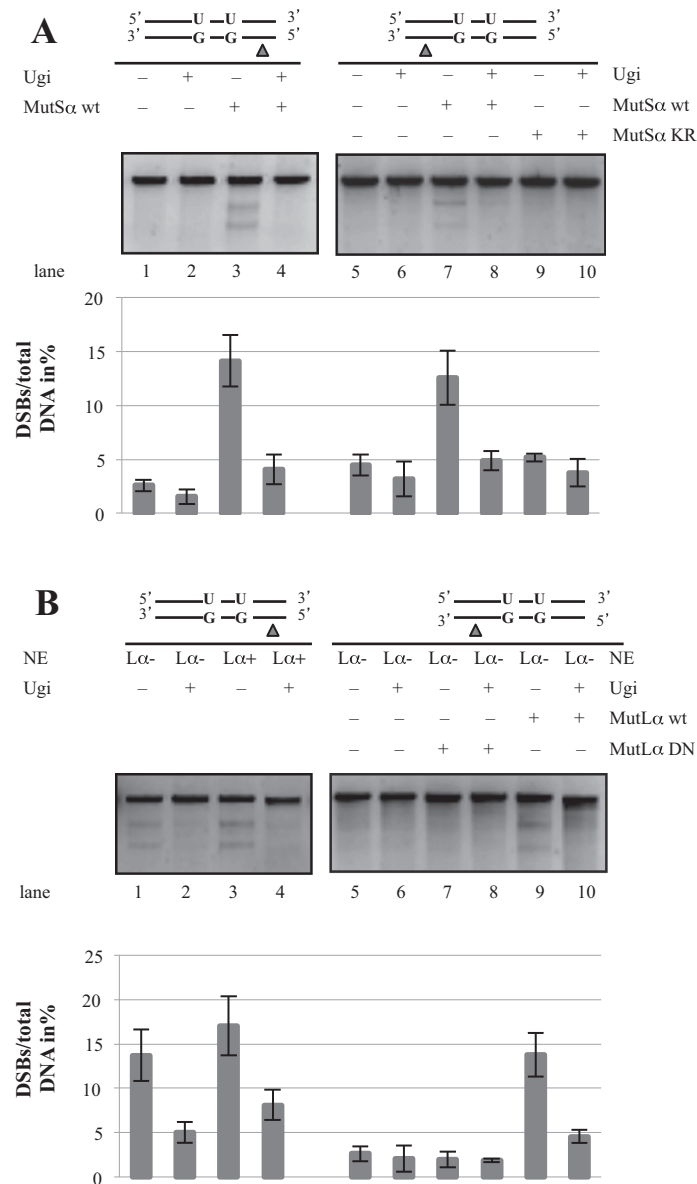 A
5’ U U 3’ 5’ U U 3’
3’ G G 5’ 3’ G G 5’
Ugi – + – + – + – + – + Ugi
MutSα wt – – + + – – + + – – MutSα wt
– – – – + + MutSα KR
lane 1 2 3 4 5 6 7 8 9 10
DSBs/total DNA in%
20
15
10
5
0
B
5’ U U 3’ 5’ U U 3’
3’ G G 5’ 3’ G G 5’
NE Lα- Lα- Lα+ Lα+ Lα- Lα- Lα- Lα- Lα- Lα- NE
Ugi – + – + – + – + – + Ugi
– – – – + + MutLα wt
– – + + – – MutLα DN
lane 1 2 3 4 5 6 7 8 9 10
DSBs/total DNA in%
25
20
15
10
5
0